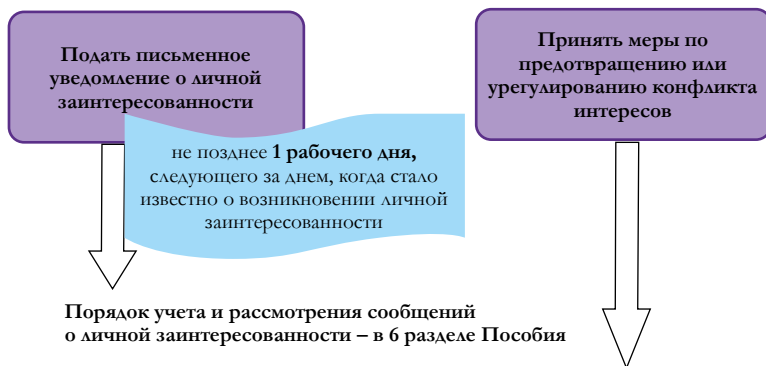 Подать письменное
уведомление о личной
заинтересованности
Принять меры по
предотвращению или
урегулированию конфликта
интересов
не позднее 1 рабочего дня,
следующего за днем, когда стало
известно о возникновении личной
заинтересованности
Порядок учета и рассмотрения сообщений
о личной заинтересованности – в 6 разделе Пособия